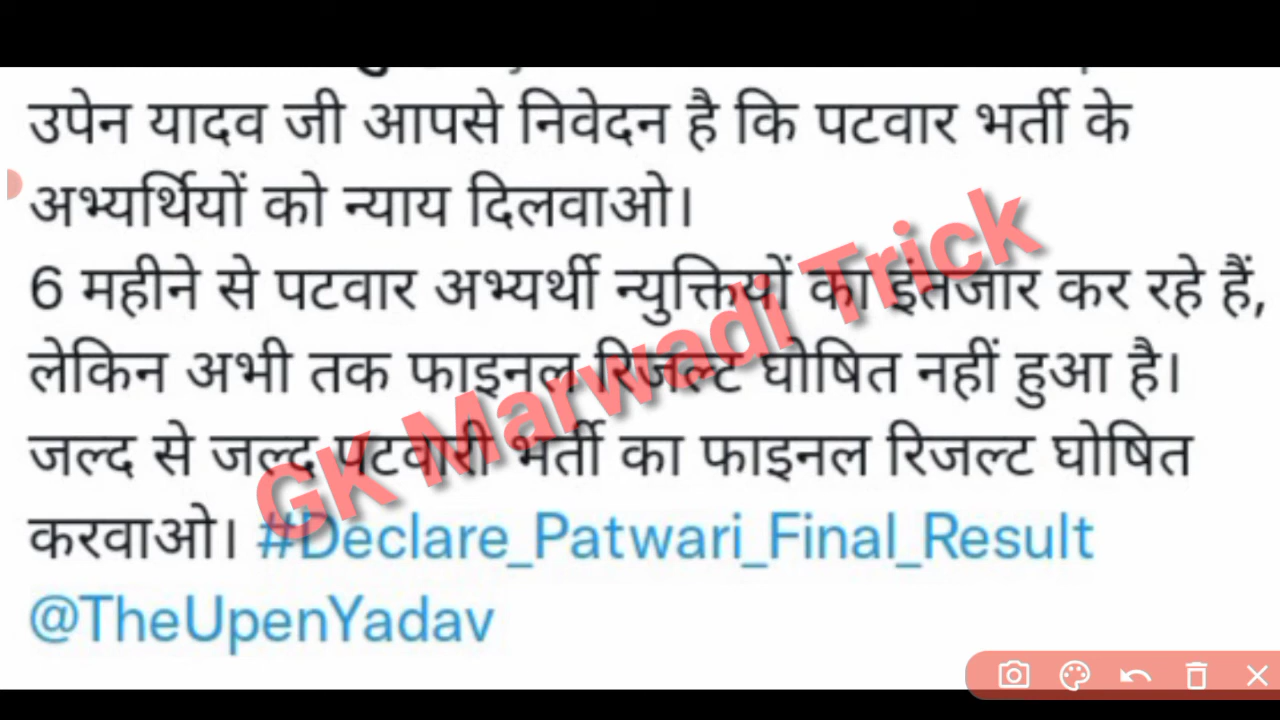 उपेन यादव जी आपसे निवेदन है कि पटवार भर्ती के
अभ्यर्थियों को न्याय दिलवाओ।
6 महीने से पटवार अभ्यर्थी न्युक्तियों का इंतजार कर रहे हैं,
लेकिन अभी तक फाइनल रिजल्ट घोषित नहीं हुआ है।
जल्द से जल्द पटवारी भर्ती का फाइनल रिजल्ट घोषित
करवाओ। #Declare_Patwari_Final_Result
@TheUpenYadav
GK Marwadi Trick